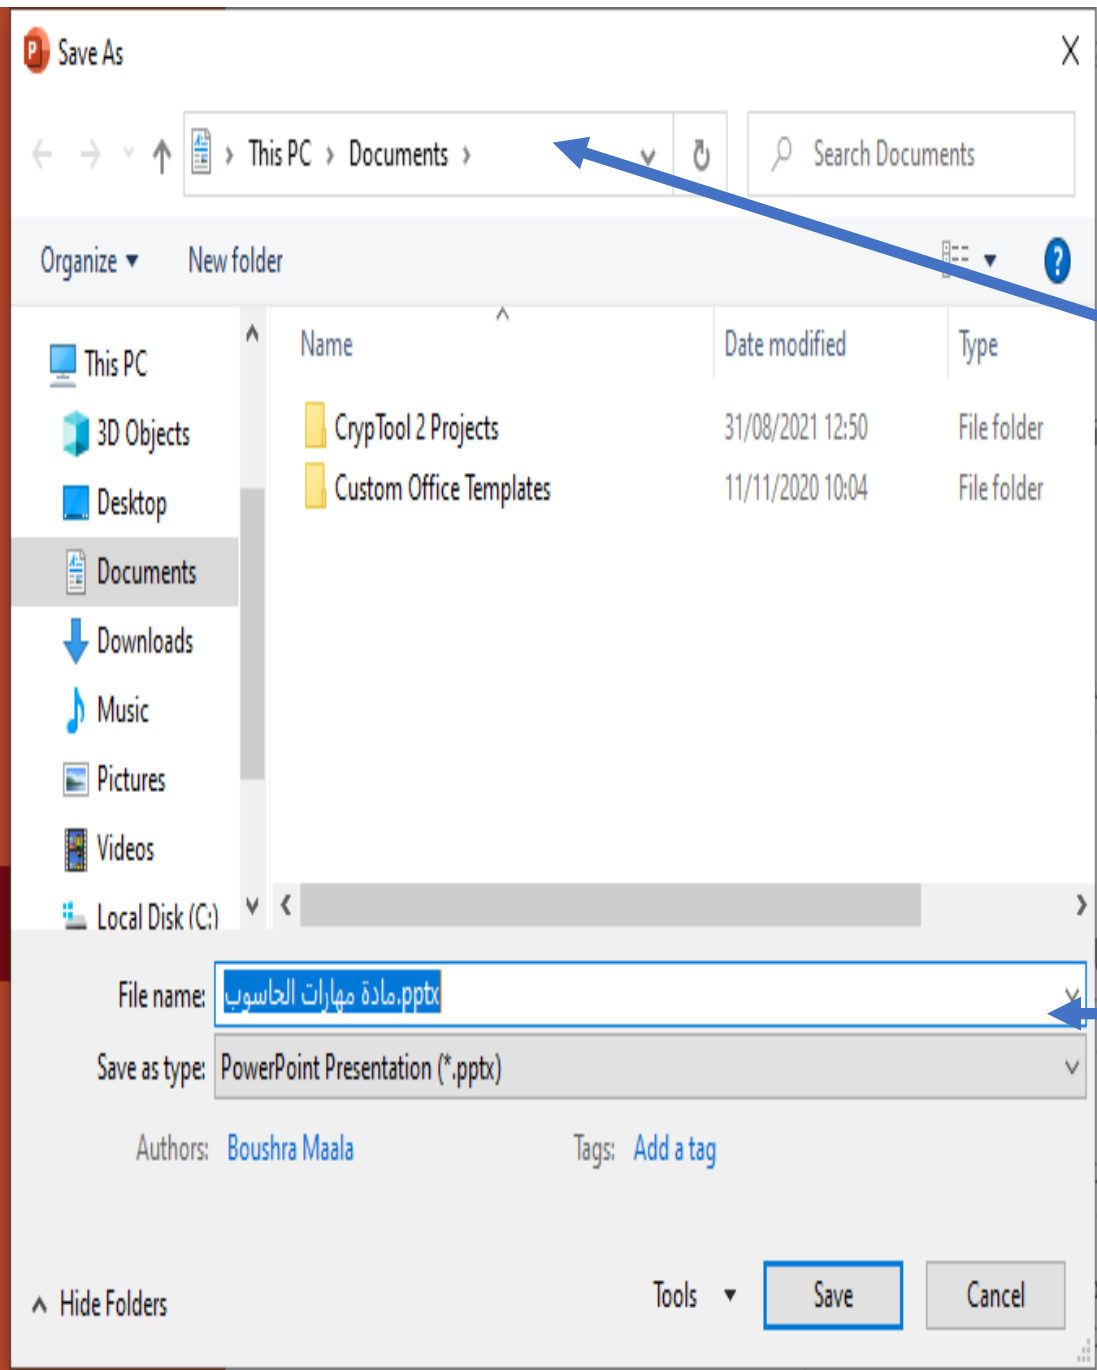 Save As
This PC > Documents >
Search Documents
Organize
New folder
Name Date modified Type
This PC
3D Objects
Desktop
Documents
Downloads
Music
Pictures
Videos
Local Disk (C:)
CrypTool 2 Projects 31/08/2021 12:50 File folder
Custom Office Templates 11/11/2020 10:04 File folder
File name: مادة مهارات الحاسوب.pptx
Save as type: PowerPoint Presentation (*.pptx)
Authors: Boushra Maala Tags: Add a tag
Hide Folders
Tools Save Cancel